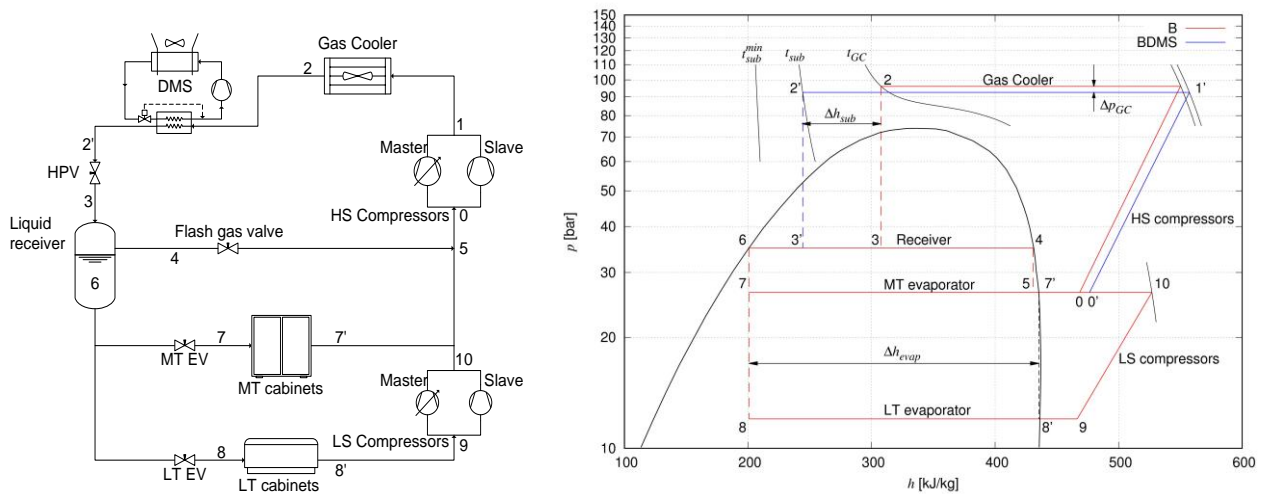 DMS
Gas Cooler
2
1
Master
Slave
2'
HPV
3
HS Compressors
0
Liquid
receiver
Flash gas valve
4
5
6
7
7'
MT EV
MT cabinets
10
Master
Slave
LS Compressors
9
8
8'
LT EV
LT cabinets
150
140
130
120
110
100
90
80
70
60
50
40
30
20
10
p [bar]
100
200
300
400
500
600
h [kJ/kg]
B
BDMS
t_sub^min
t_sub
t_GC
2
Gas Cooler
2'
1'
Δp_GC
Δh_sub
HS compressors
6
3'
3
Receiver
4
7
MT evaporator
5
7'
0
0'
10
LS compressors
Δh_evap
LT evaporator
8
8'
9